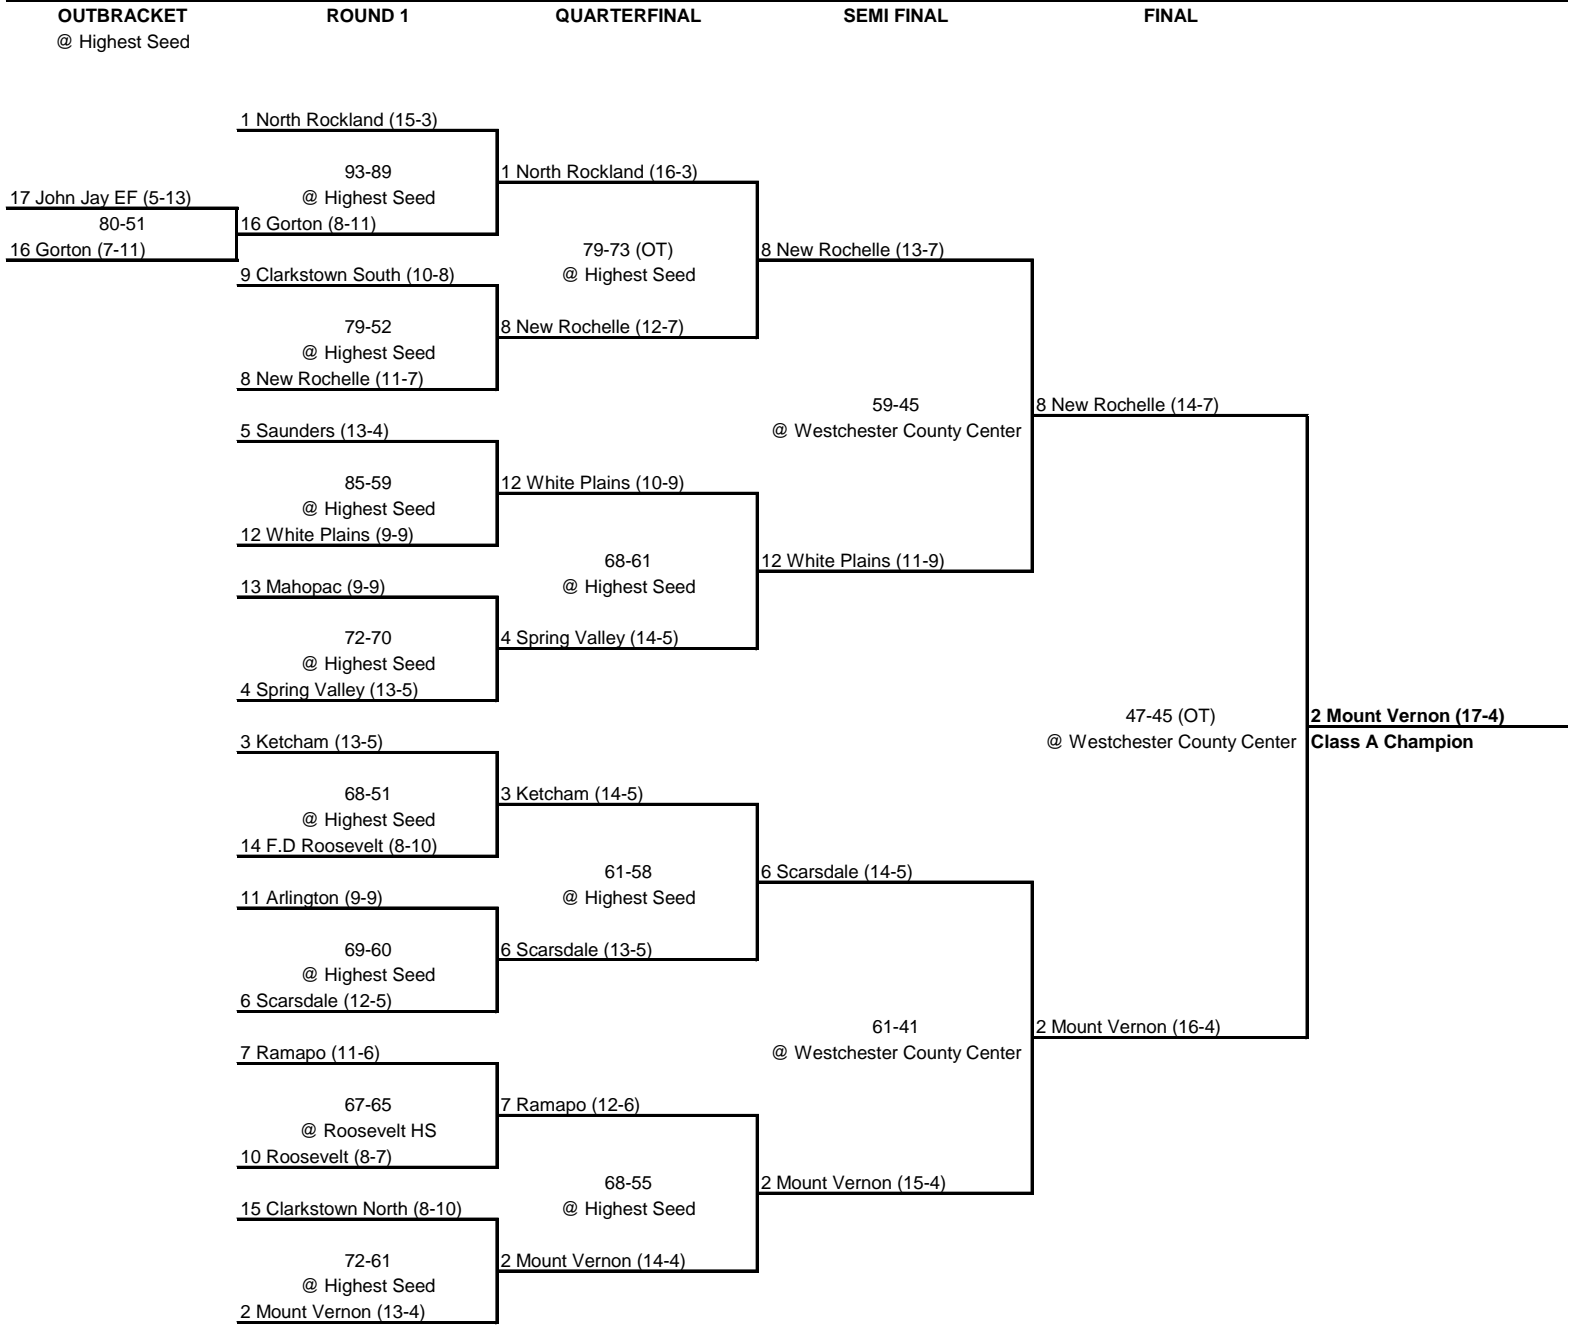 OUTBRACKET
ROUND 1
QUARTERFINAL
SEMI FINAL
FINAL
@ Highest Seed
1 North Rockland (15-3)
93-89
1 North Rockland (16-3)
17 John Jay EF (5-13)
@ Highest Seed
80-51
16 Gorton (8-11)
16 Gorton (7-11)
79-73 (OT)
8 New Rochelle (13-7)
9 Clarkstown South (10-8)
@ Highest Seed
79-52
8 New Rochelle (12-7)
@ Highest Seed
8 New Rochelle (11-7)
59-45
8 New Rochelle (14-7)
5 Saunders (13-4)
@ Westchester County Center
85-59
12 White Plains (10-9)
@ Highest Seed
12 White Plains (9-9)
68-61
12 White Plains (11-9)
13 Mahopac (9-9)
@ Highest Seed
72-70
4 Spring Valley (14-5)
@ Highest Seed
4 Spring Valley (13-5)
47-45 (OT)
2 Mount Vernon (17-4)
3 Ketcham (13-5)
@ Westchester County Center
Class A Champion
68-51
3 Ketcham (14-5)
@ Highest Seed
14 F.D Roosevelt (8-10)
61-58
6 Scarsdale (14-5)
11 Arlington (9-9)
@ Highest Seed
69-60
6 Scarsdale (13-5)
@ Highest Seed
6 Scarsdale (12-5)
61-41
2 Mount Vernon (16-4)
7 Ramapo (11-6)
@ Westchester County Center
67-65
7 Ramapo (12-6)
@ Roosevelt HS
10 Roosevelt (8-7)
68-55
2 Mount Vernon (15-4)
15 Clarkstown North (8-10)
@ Highest Seed
72-61
2 Mount Vernon (14-4)
@ Highest Seed
2 Mount Vernon (13-4)